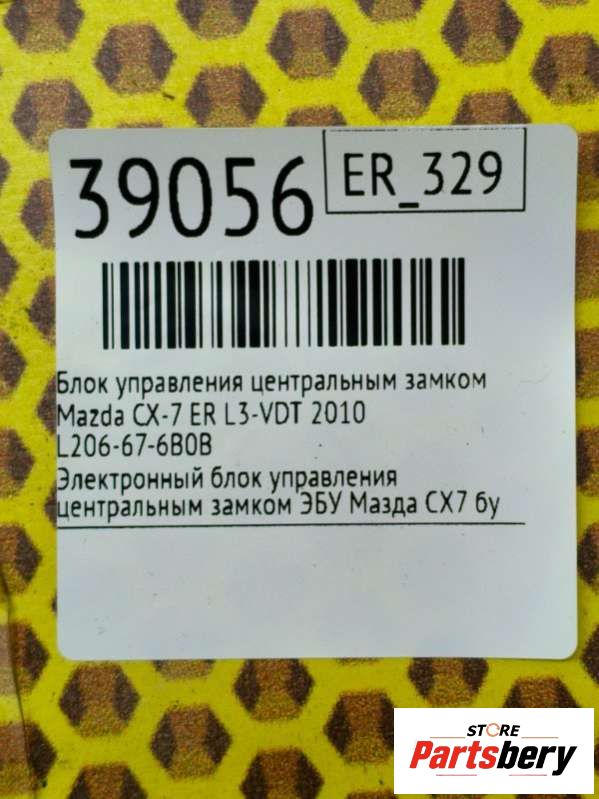 39056
ER_329
Блок управления центральным замком
Mazda CX-7 ER L3-VDT 2010
L206-67-6B0B
Электронный блок управления
центральным замком ЭБУ Мазда СХ7 бу
STORE
Partsbery